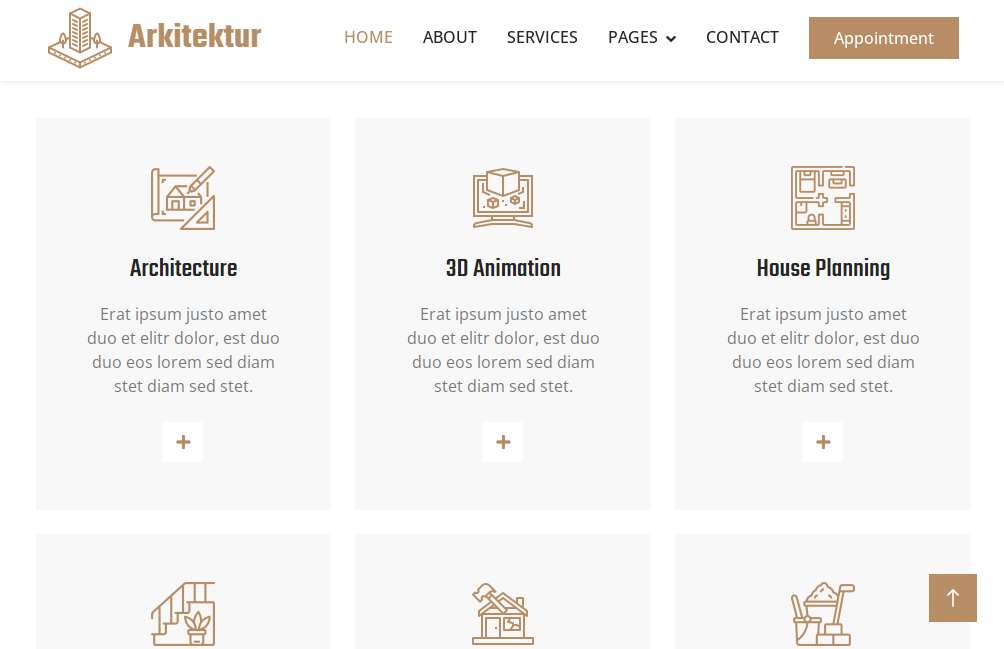 Arkitektur
HOME ABOUT SERVICES PAGES CONTACT Appointment
Architecture
Erat ipsum justo amet
duo et elitr dolor, est duo
duo eos lorem sed diam
stet diam sed stet.
3D Animation
Erat ipsum justo amet
duo et elitr dolor, est duo
duo eos lorem sed diam
stet diam sed stet.
House Planning
Erat ipsum justo amet
duo et elitr dolor, est duo
duo eos lorem sed diam
stet diam sed stet.